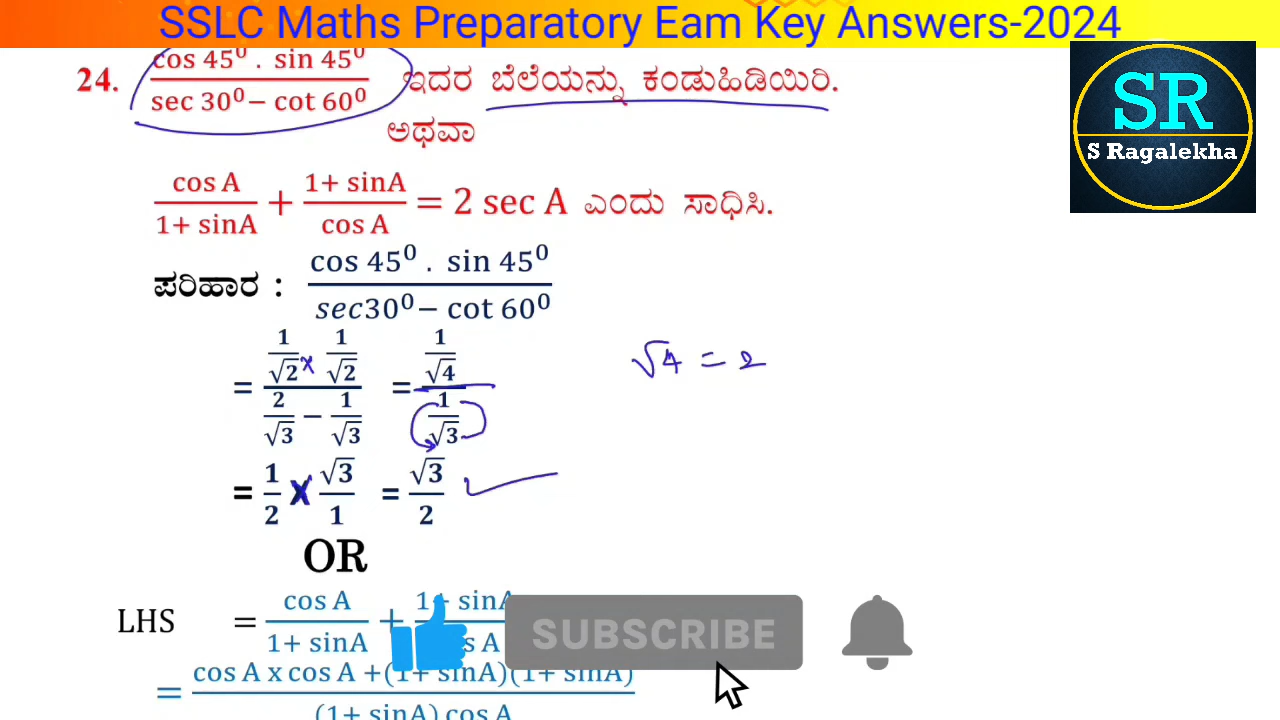 SSLC Maths Preparatory Eam Key Answers-2024
SR
S Ragalekha
24. (cos 45⁰ . sin 45⁰)/(sec 30⁰ − cot 60⁰) ಇದರ ಬೆಲೆಯನ್ನು ಕಂಡುಹಿಡಿಯಿರಿ.
ಅಥವಾ
cos A/(1+ sinA) + (1+ sinA)/cos A = 2 sec A ಎಂದು ಸಾಧಿಸಿ.
ಪರಿಹಾರ : (cos 45⁰ . sin 45⁰)/(sec30⁰ − cot 60⁰)
= (1/√2 x 1/√2)/(2/√3 − 1/√3) = (1/√4)/(1/√3)
√4 = 2
= 1/2 X √3/1 = √3/2
OR
LHS = cos A/(1+ sinA) + (1+ sinA)/
SUBSCRIBE
= (cos A x cos A +(1+ sinA)(1+ sinA))/((1+ sinA) cos A)